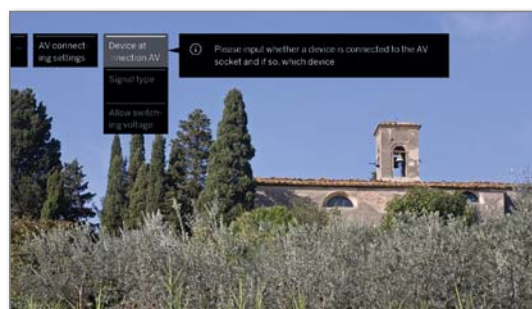 ...
AV connect-
ing settings
Device at
nnection AV
Signal type
Allow switch-
ing voltage
Please input whether a device is connected to the AV
socket and if so, which device